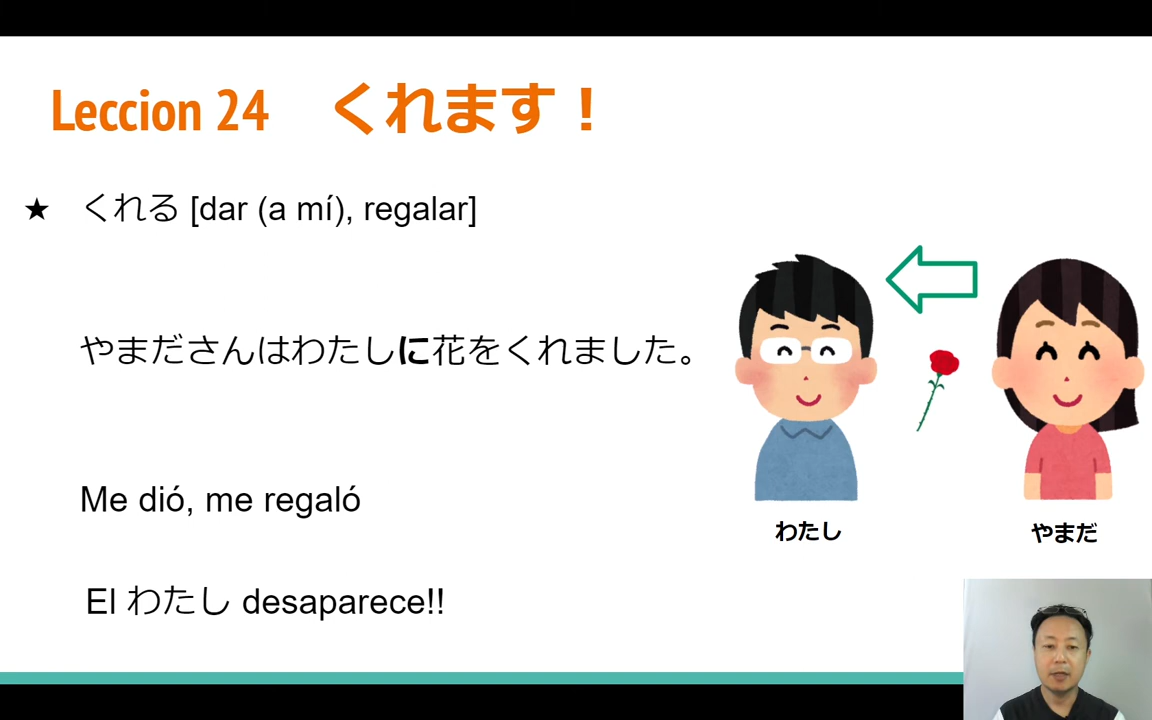 Leccion 24 くれます！
★ くれる [dar (a mí), regalar]
やまださんはわたしに花をくれました。
Me dió, me regaló
El わたし desaparece!!
わたし
やまだ